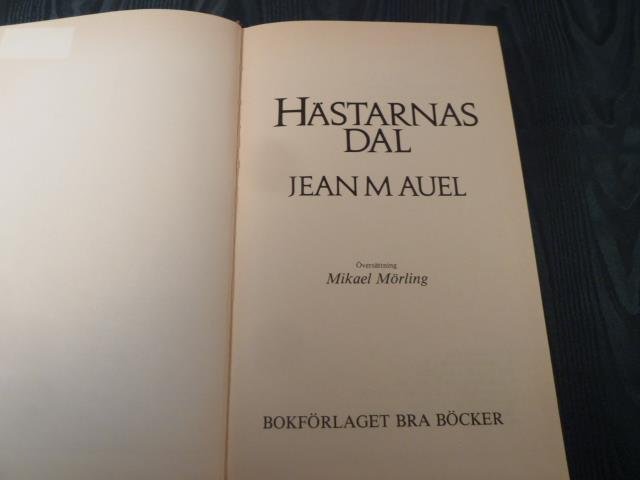 HÄSTARNAS
DAL
JEAN M AUEL
Översättning
Mikael Mörling
BOKFÖRLAGET BRA BÖCKER